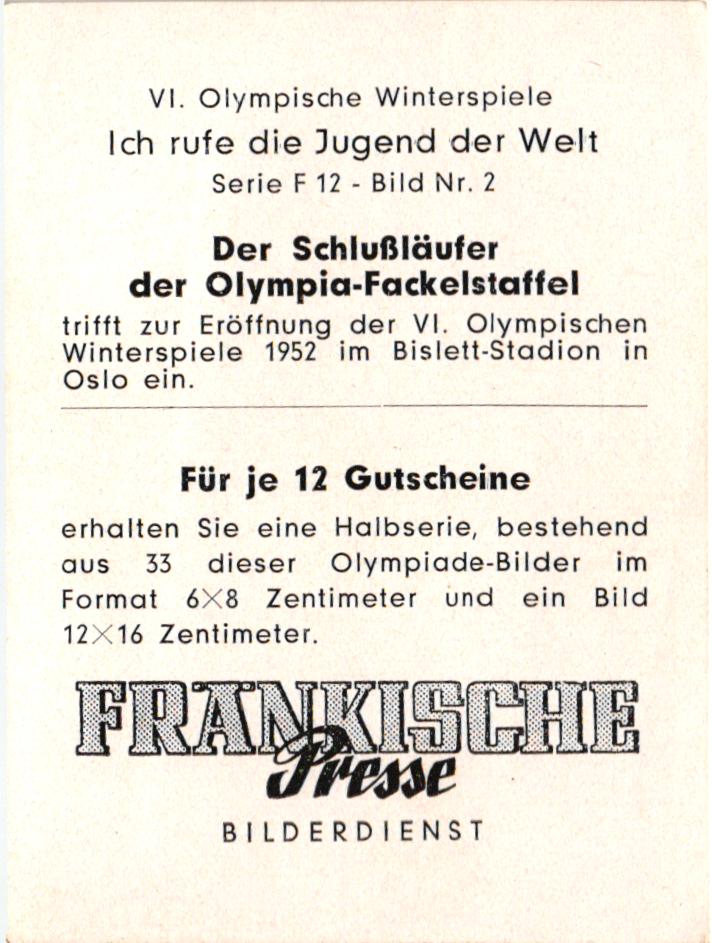 VI. Olympische Winterspiele
Ich rufe die Jugend der Welt
Serie F 12 - Bild Nr. 2
Der Schlußläufer
der Olympia-Fackelstaffel
trifft zur Eröffnung der VI. Olympischen
Winterspiele 1952 im Bislett-Stadion in
Oslo ein.
Für je 12 Gutscheine
erhalten Sie eine Halbserie, bestehend
aus 33 dieser Olympiade-Bilder im
Format 6×8 Zentimeter und ein Bild
12×16 Zentimeter.
FRÄNKISCHE
Presse
BILDERDIENST